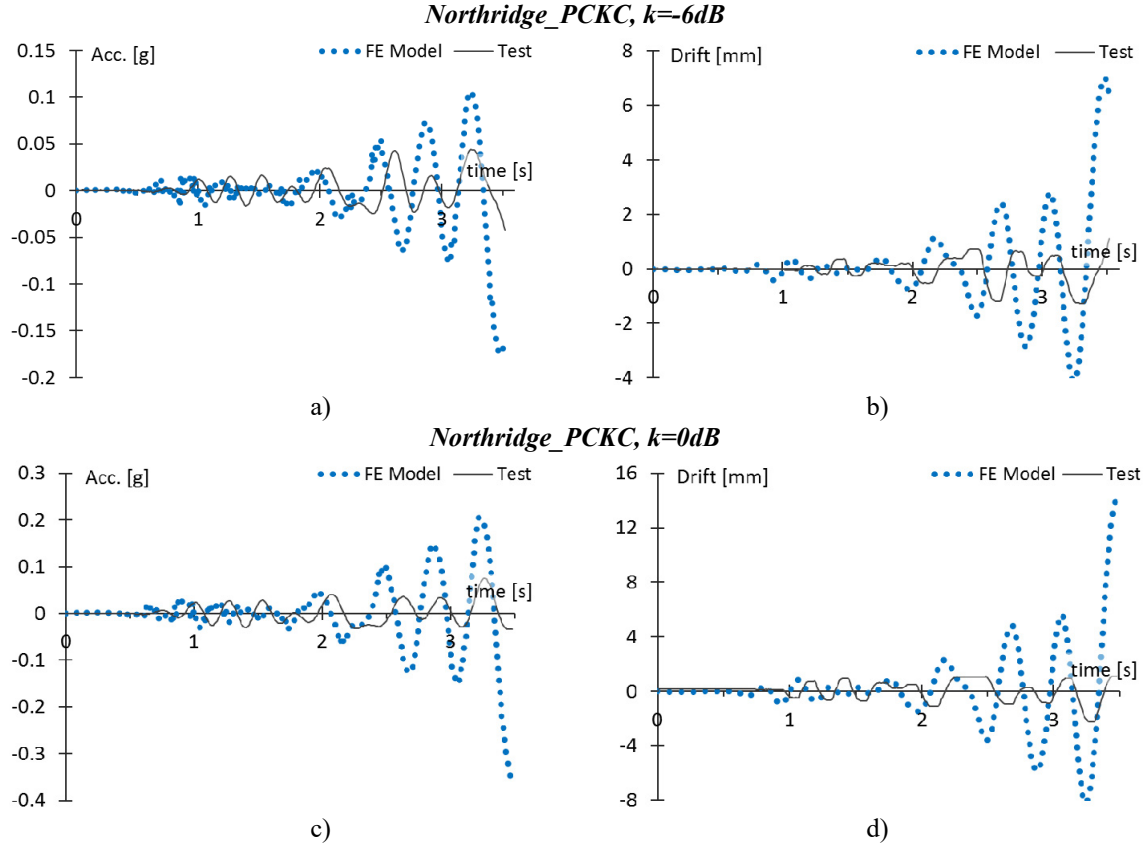 Northridge_PCKC, k=-6dB
Acc. [g] FE Model Test
0.15
0.1
0.05
0
-0.05
-0.1
-0.15
-0.2
0 1 2 3
time [s]
a)
Drift [mm] FE Model Test
8
6
4
2
0
-2
-4
0 1 2 3
time [s]
b)
Northridge_PCKC, k=0dB
Acc. [g] FE Model Test
0.3
0.2
0.1
0
-0.1
-0.2
-0.3
-0.4
0 1 2 3
time [s]
c)
Drift [mm] FE Model Test
16
12
8
4
0
-4
-8
0 1 2 3
time [s]
d)